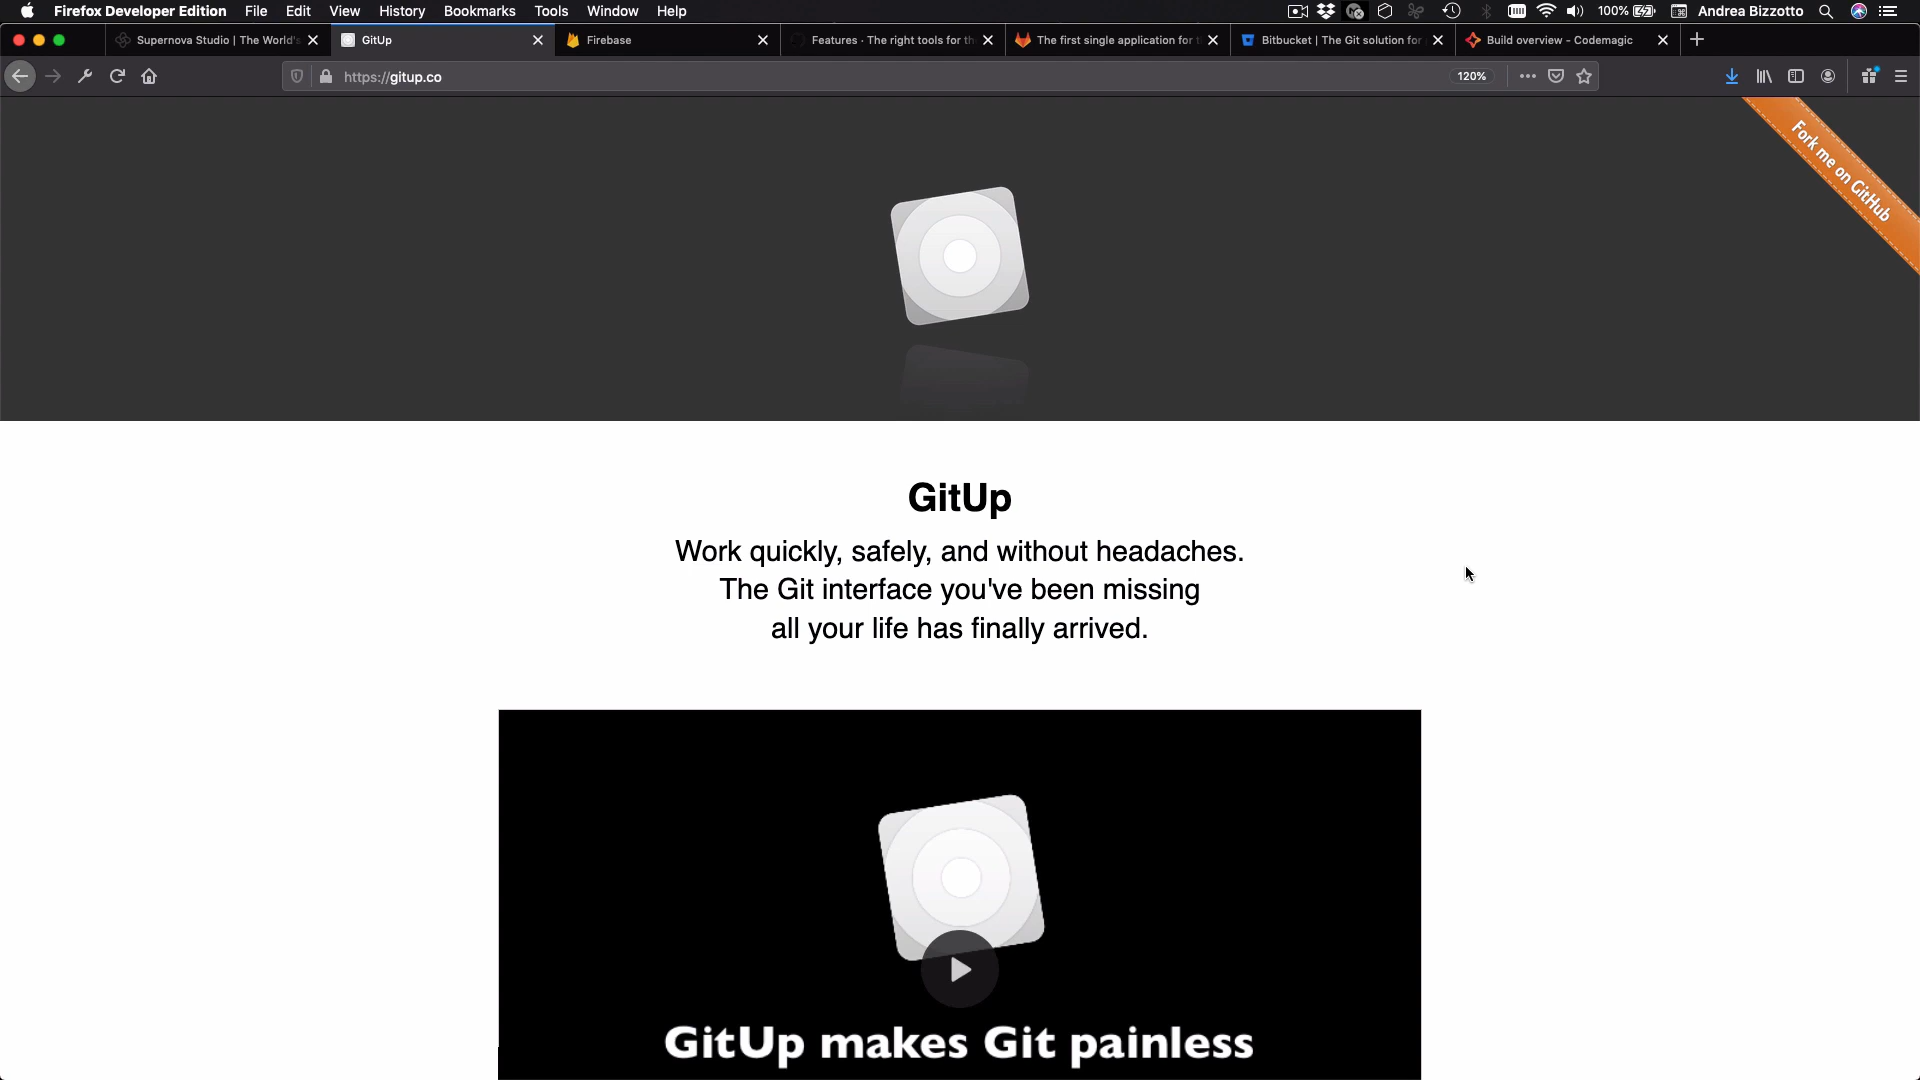 Firefox Developer Edition File Edit View History Bookmarks Tools Window Help 100% Andrea Bizzotto
Supernova Studio | The World's GitUp Firebase Features · The right tools for th The first single application for t Bitbucket | The Git solution for Build overview - Codemagic
https://gitup.co 120%
Fork me on GitHub
GitUp
Work quickly, safely, and without headaches.
The Git interface you've been missing
all your life has finally arrived.
GitUp makes Git painless